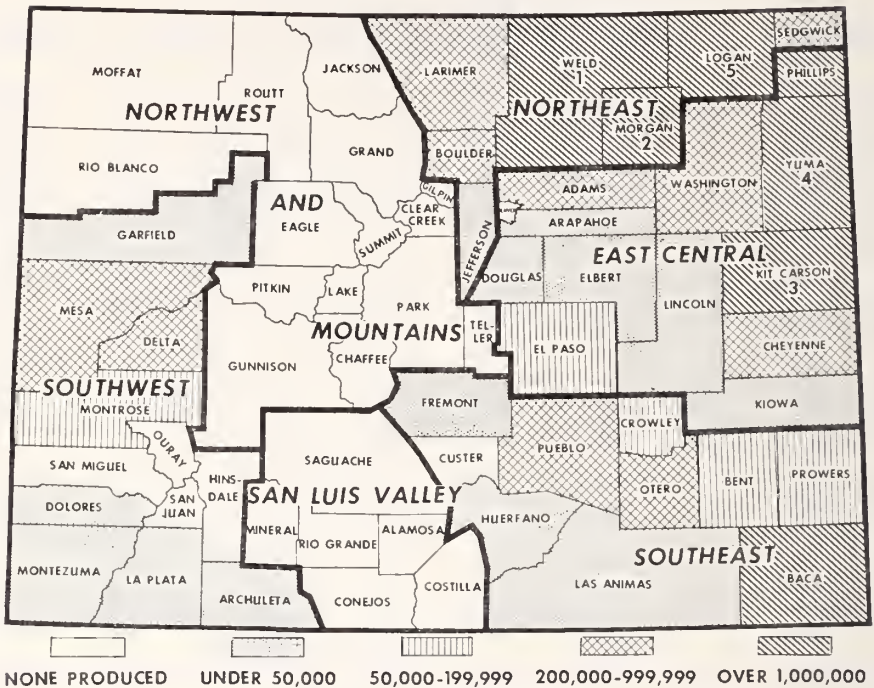 SEDGWICK
LOGAN
5
WELD
1
PHILLIPS
JACKSON
LARIMER
MOFFAT
ROUTT
NORTHWEST
NORTHEAST
MORGAN
2
GRAND
BOULDER
RIO BLANCO
YUMA
4
WASHINGTON
ADAMS
GILPIN
CLEAR
CREEK
AND
EAGLE
SUMMIT
ARAPAHOE
GARFIELD
JEFFERSON
EAST CENTRAL
DOUGLAS
ELBERT
KIT CARSON
3
PITKIN
LAKE
PARK
LINCOLN
MESA
MOUNTAINS
TEL-
LER
DELTA
EL PASO
CHEYENNE
GUNNISON
CHAFFEE
SOUTHWEST
MONTROSE
FREMONT
KIOWA
CROWLEY
OURAY
PUEBLO
SAN MIGUEL
SAGUACHE
CUSTER
BENT
PROWERS
HINS-
DALE
OTERO
SAN
JUAN
SAN LUIS VALLEY
DOLORES
HUERFANO
MINERAL
ALAMOSA
RIO GRANDE
SOUTHEAST
MONTEZUMA
LA PLATA
LAS ANIMAS
BACA
COSTILLA
ARCHULETA
CONEJOS
NONE PRODUCED UNDER 50,000 50,000-199,999 200,000-999,999 OVER 1,000,000